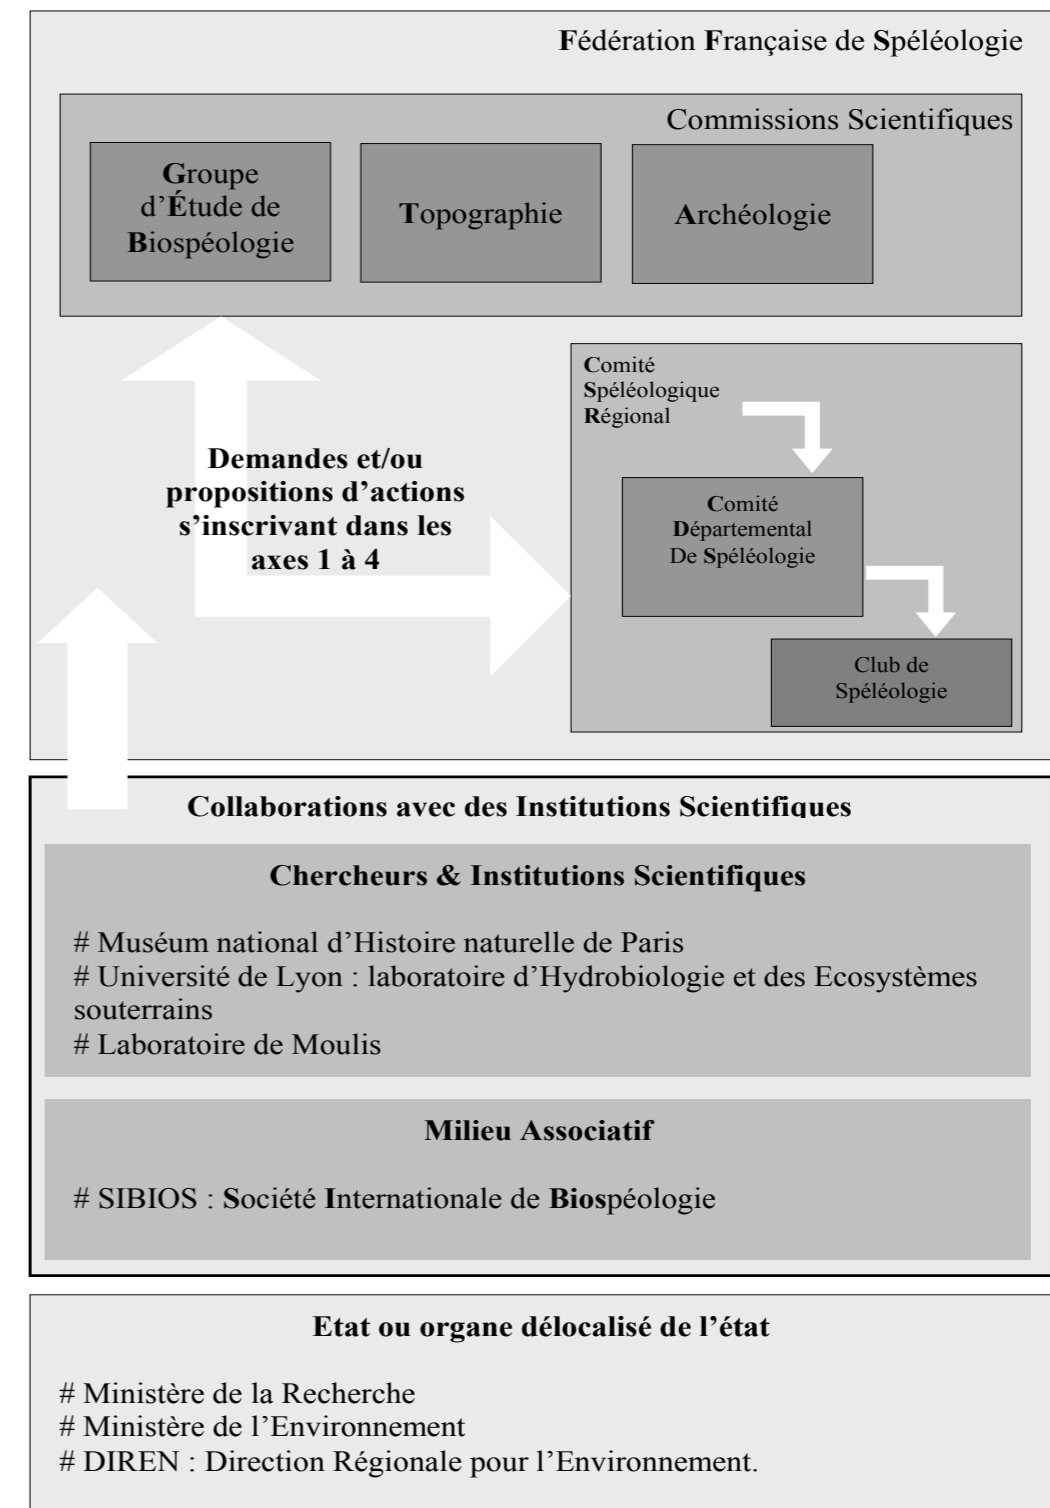 Fédération Française de Spéléologie
Commissions Scientifiques
Groupe
d’Étude de
Biospéologie
Topographie
Archéologie
Comité
Spéléologique
Régional
Demandes et/ou
propositions d’actions
s’inscrivant dans les
axes 1 à 4
Comité
Départemental
De Spéléologie
Club de
Spéléologie
Collaborations avec des Institutions Scientifiques
Chercheurs & Institutions Scientifiques
# Muséum national d’Histoire naturelle de Paris
# Université de Lyon : laboratoire d’Hydrobiologie et des Ecosystèmes
souterrains
# Laboratoire de Moulis
Milieu Associatif
# SIBIOS : Société Internationale de Biospéologie
Etat ou organe délocalisé de l’état
# Ministère de la Recherche
# Ministère de l’Environnement
# DIREN : Direction Régionale pour l’Environnement.